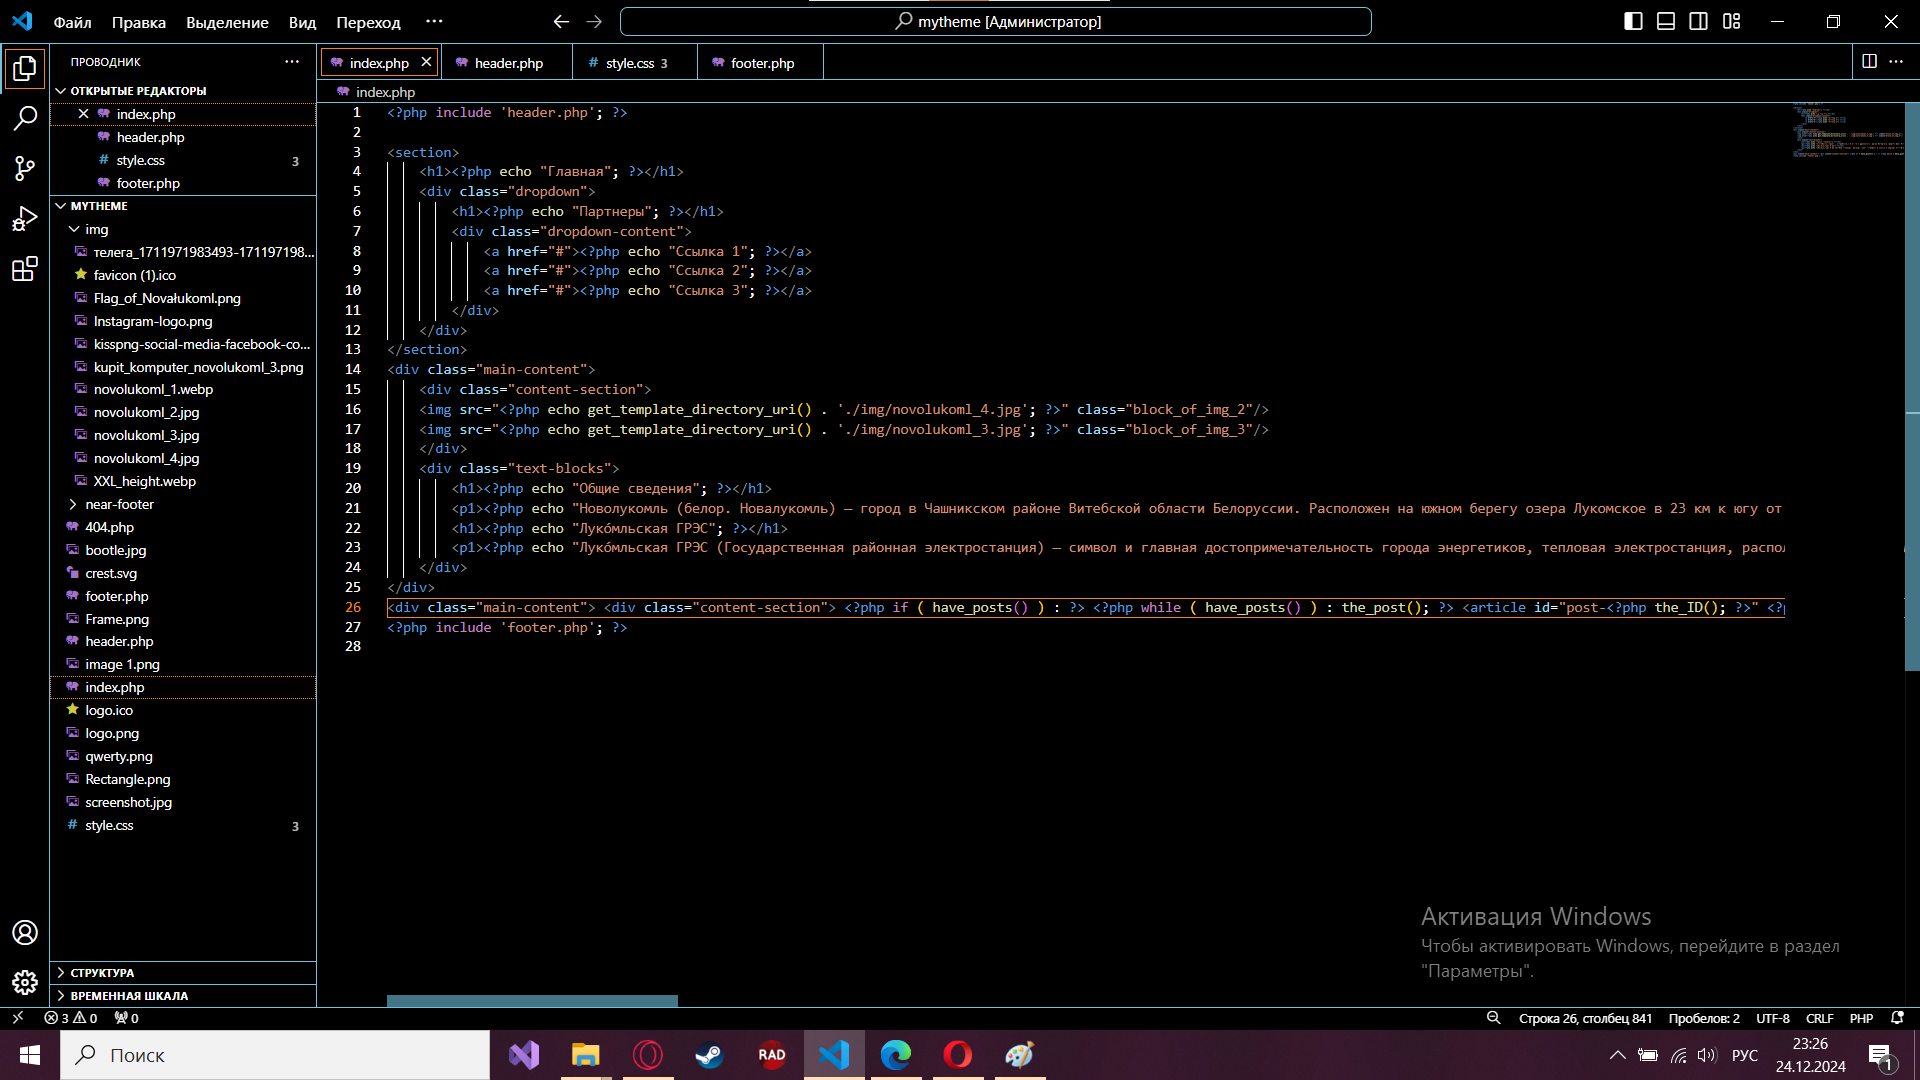 Файл Правка Выделение Вид Переход ··· mytheme [Администратор]
ПРОВОДНИК
ОТКРЫТЫЕ РЕДАКТОРЫ
index.php
header.php
style.css 3
footer.php
MYTHEME
img
телега_1711971983493-171197198...
favicon (1).ico
Flag_of_Novałukoml.png
Instagram-logo.png
kisspng-social-media-facebook-co...
kupit_komputer_novolukoml_3.png
novolukoml_1.webp
novolukoml_2.jpg
novolukoml_3.jpg
novolukoml_4.jpg
XXL_height.webp
near-footer
404.php
bootle.jpg
crest.svg
footer.php
Frame.png
header.php
image 1.png
index.php
logo.ico
logo.png
qwerty.png
Rectangle.png
screenshot.jpg
style.css 3
СТРУКТУРА
ВРЕМЕННАЯ ШКАЛА
index.php header.php # style.css 3 footer.php
index.php
1 <?php include 'header.php'; ?>
2
3 <section>
4 <h1><?php echo "Главная"; ?></h1>
5 <div class="dropdown">
6 <h1><?php echo "Партнеры"; ?></h1>
7 <div class="dropdown-content">
8 <a href="#"><?php echo "Ссылка 1"; ?></a>
9 <a href="#"><?php echo "Ссылка 2"; ?></a>
10 <a href="#"><?php echo "Ссылка 3"; ?></a>
11 </div>
12 </div>
13 </section>
14 <div class="main-content">
15 <div class="content-section">
16 <img src="<?php echo get_template_directory_uri() . './img/novolukoml_4.jpg'; ?>" class="block_of_img_2"/>
17 <img src="<?php echo get_template_directory_uri() . './img/novolukoml_3.jpg'; ?>" class="block_of_img_3"/>
18 </div>
19 <div class="text-blocks">
20 <h1><?php echo "Общие сведения"; ?></h1>
21 <p1><?php echo "Новолукомль (белор. Новалукомль) — город в Чашникском районе Витебской области Белоруссии. Расположен на южном берегу озера Лукомское в 23 км к югу от
22 <h1><?php echo "Луко́мльская ГРЭС"; ?></h1>
23 <p1><?php echo "Луко́мльская ГРЭС (Государственная районная электростанция) — символ и главная достопримечательность города энергетиков, тепловая электростанция, распол
24 </div>
25 </div>
26 <div class="main-content"> <div class="content-section"> <?php if ( have_posts() ) : ?> <?php while ( have_posts() ) : the_post(); ?> <article id="post-<?php the_ID(); ?>" <?p
27 <?php include 'footer.php'; ?>
28
Активация Windows
Чтобы активировать Windows, перейдите в раздел
"Параметры".
3 0 0 Строка 26, столбец 841 Пробелов: 2 UTF-8 CRLF PHP
Поиск RAD РУС 23:26
24.12.2024 1